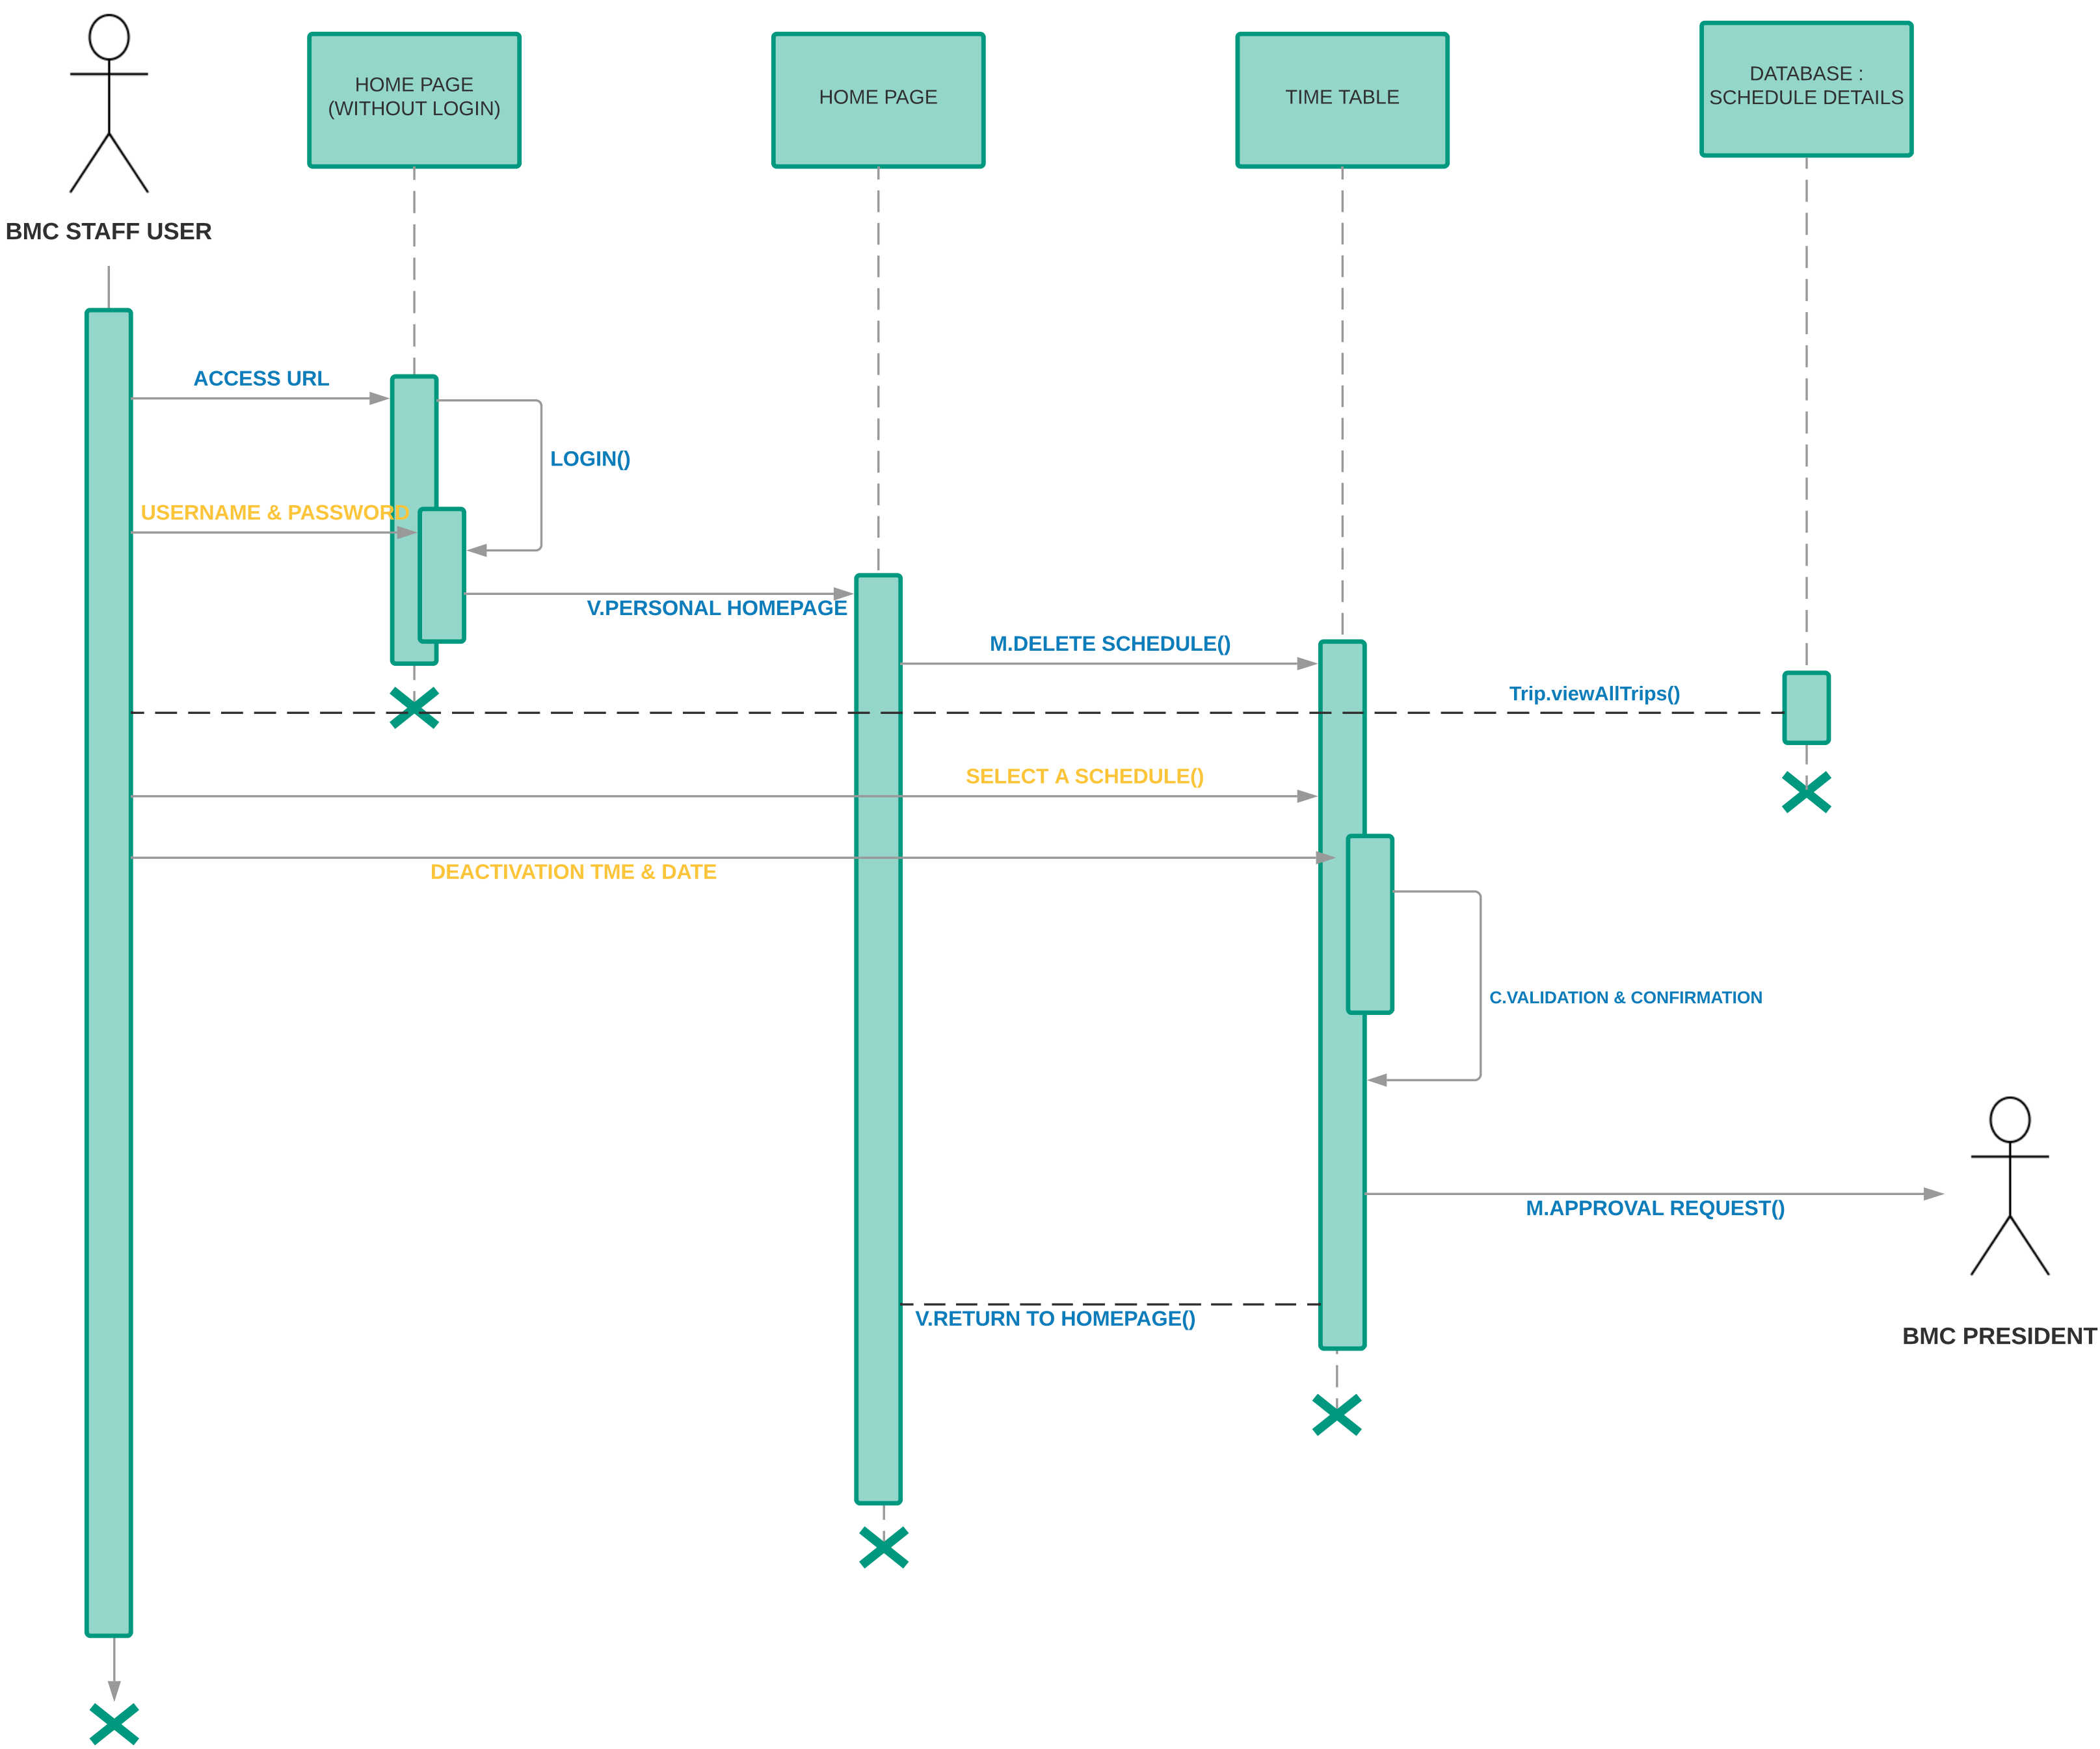 HOME PAGE
(WITHOUT LOGIN)
HOME PAGE
TIME TABLE
DATABASE :
SCHEDULE DETAILS
BMC STAFF USER
ACCESS URL
LOGIN()
USERNAME & PASSWORD
V.PERSONAL HOMEPAGE
M.DELETE SCHEDULE()
Trip.viewAllTrips()
SELECT A SCHEDULE()
DEACTIVATION TME & DATE
C.VALIDATION & CONFIRMATION
M.APPROVAL REQUEST()
V.RETURN TO HOMEPAGE()
BMC PRESIDENT